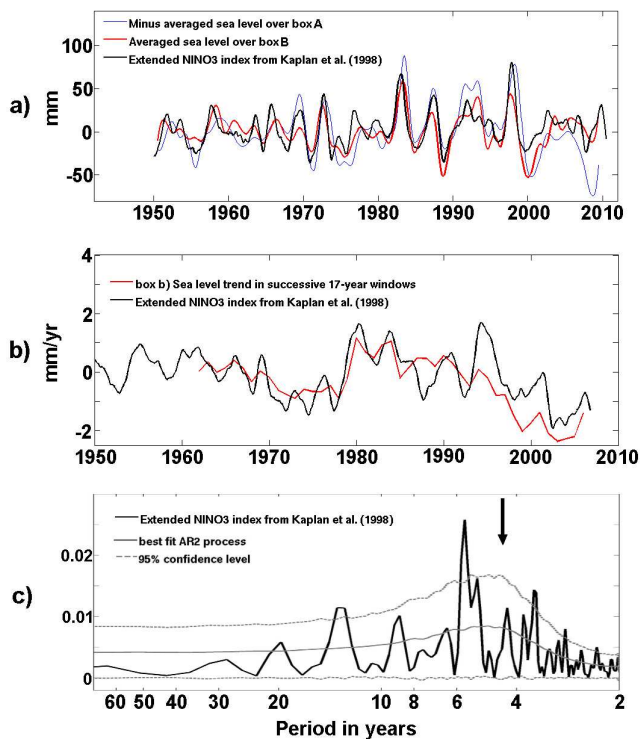 Minus averaged sea level over box A
Averaged sea level over box B
Extended NINO3 index from Kaplan et al. (1998)
a)
mm
100
50
0
-50
1950 1960 1970 1980 1990 2000 2010
box b) Sea level trend in successive 17-year windows
Extended NINO3 index from Kaplan et al. (1998)
b)
mm/yr
4
2
0
-2
1950 1960 1970 1980 1990 2000 2010
Extended NINO3 index from Kaplan et al. (1998)
best fit AR2 process
95% confidence level
c)
0.02
0.01
0
60 50 40 30 20 10 8 6 4 2
Period in years